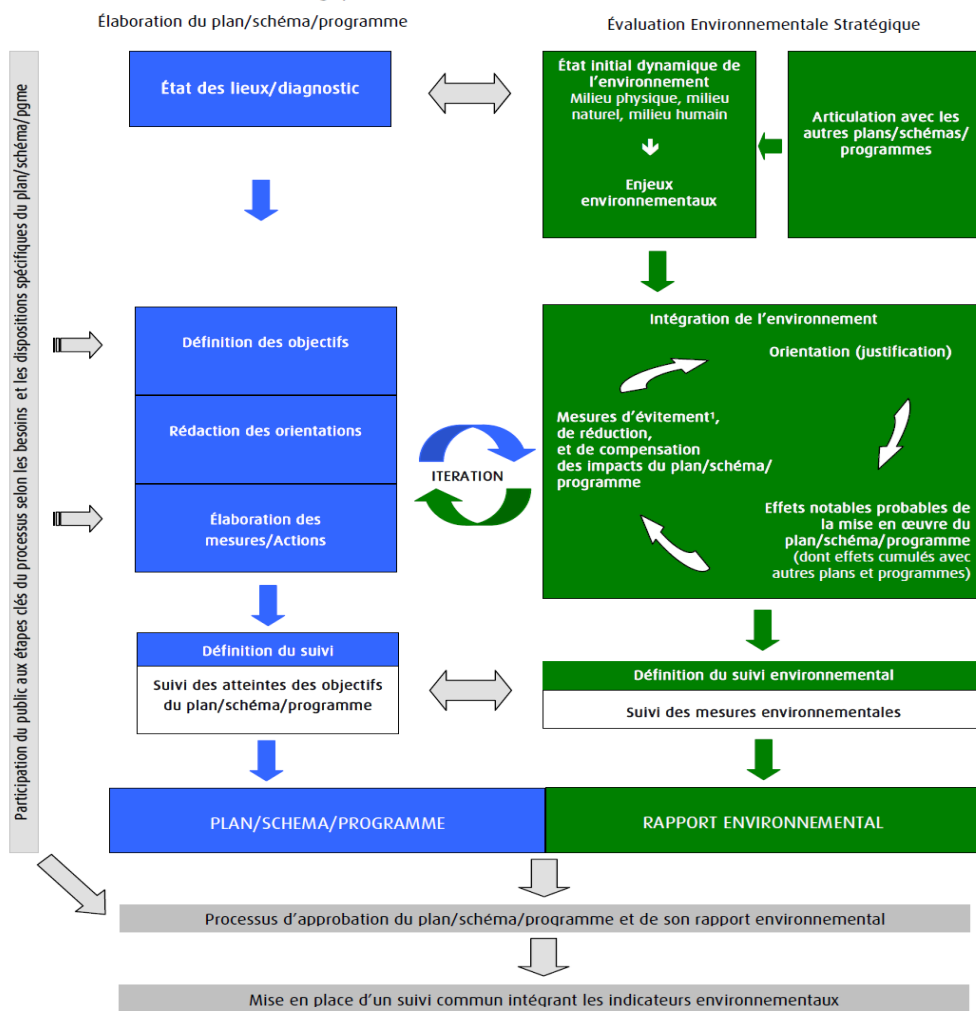 Élaboration du plan/schéma/programme
Évaluation Environnementale Stratégique
Participation du public aux étapes clés du processus selon les besoins et les dispositions spécifiques du plan/schéma/pgme
État des lieux/diagnostic
État initial dynamique de
l'environnement
Milieu physique, milieu
naturel, milieu humain
Enjeux
environnementaux
Articulation avec les
autres plans/schémas/
programmes
Définition des objectifs
Rédaction des orientations
Élaboration des
mesures/Actions
ITERATION
Intégration de l'environnement
Orientation (justification)
Mesures d'évitement¹,
de réduction,
et de compensation
des impacts du plan/schéma/
programme
Effets notables probables de
la mise en œuvre du
plan/schéma/programme
(dont effets cumulés avec
autres plans et programmes)
Définition du suivi
Suivi des atteintes des objectifs
du plan/schéma/programme
Définition du suivi environnemental
Suivi des mesures environnementales
PLAN/SCHEMA/PROGRAMME
RAPPORT ENVIRONNEMENTAL
Processus d'approbation du plan/schéma/programme et de son rapport environnemental
Mise en place d'un suivi commun intégrant les indicateurs environnementaux